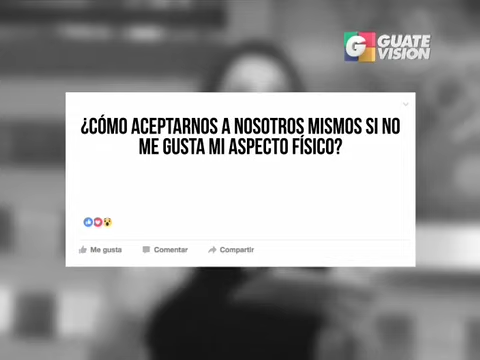 GUATE
VISION
¿CÓMO ACEPTARNOS A NOSOTROS MISMOS SI NO
ME GUSTA MI ASPECTO FÍSICO?
Me gusta Comentar Compartir